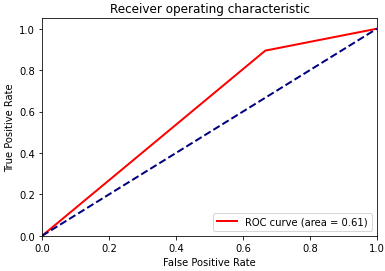 Receiver operating characteristic
1.0
0.8
0.6
0.4
0.2
0.0
True Positive Rate
ROC curve (area = 0.61)
0.0 0.2 0.4 0.6 0.8 1.0
False Positive Rate